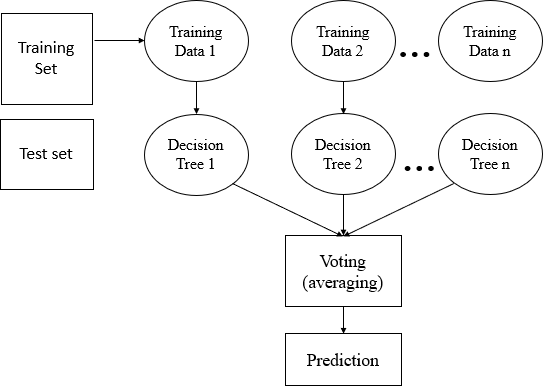 Training
Set
Training
Data 1
Training
Data 2
Training
Data n
Test set
Decision
Tree 1
Decision
Tree 2
Decision
Tree n
Voting
(averaging)
Prediction